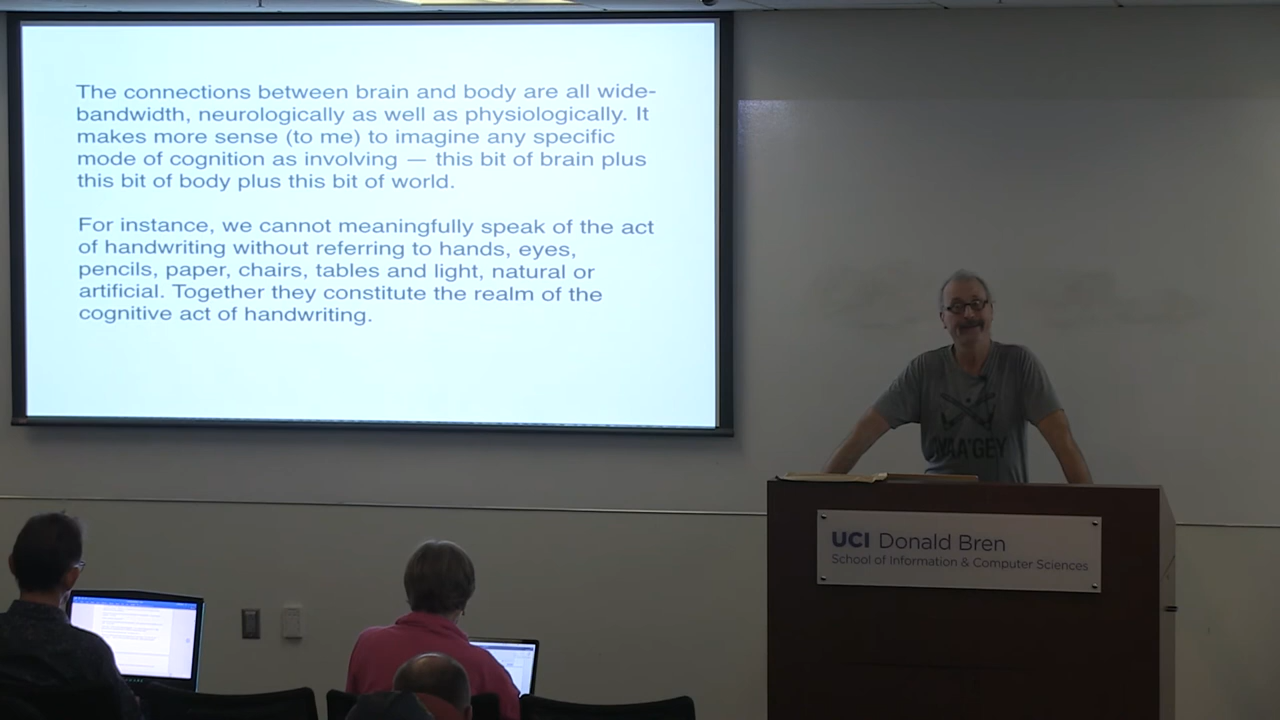 The connections between brain and body are all wide-
bandwidth, neurologically as well as physiologically. It
makes more sense (to me) to imagine any specific
mode of cognition as involving — this bit of brain plus
this bit of body plus this bit of world.
For instance, we cannot meaningfully speak of the act
of handwriting without referring to hands, eyes,
pencils, paper, chairs, tables and light, natural or
artificial. Together they constitute the realm of the
cognitive act of handwriting.
UCI Donald Bren
School of Information & Computer Sciences